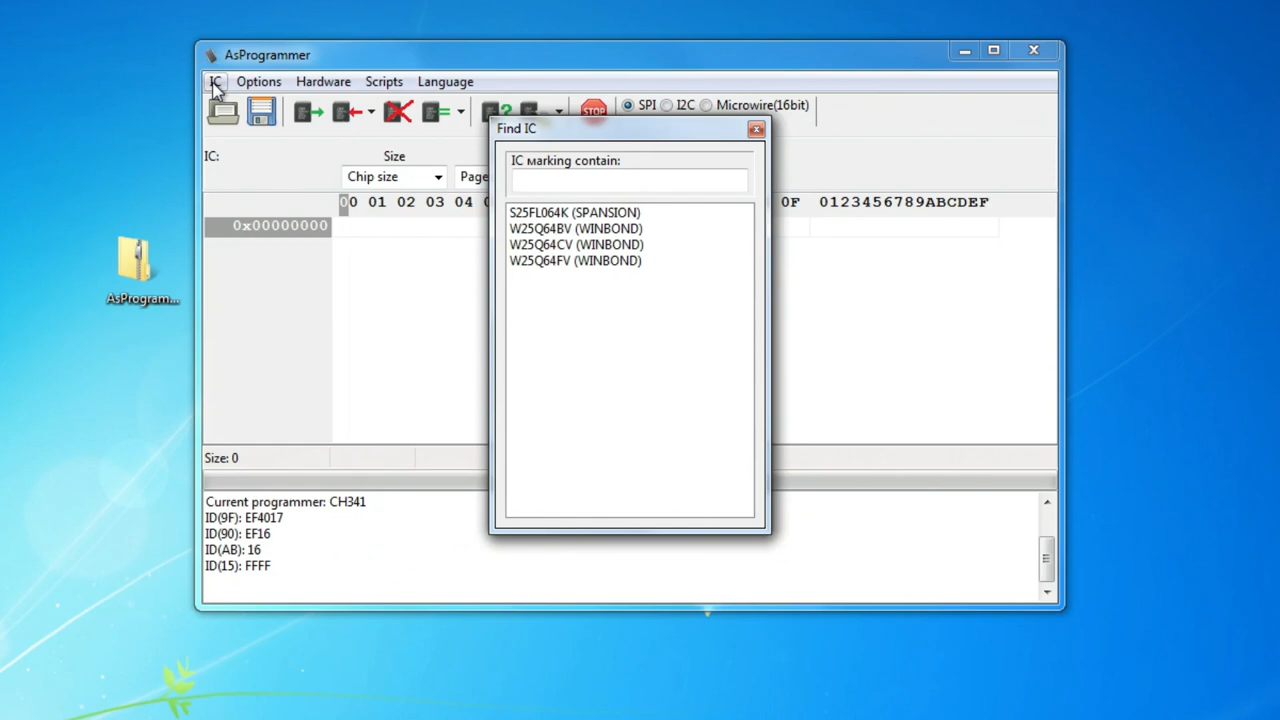 AsProgrammer
IC Options Hardware Scripts Language
SPI I2C Microwire(16bit)
Find IC
IC marking contain:
S25FL064K (SPANSION)
W25Q64BV (WINBOND)
W25Q64CV (WINBOND)
W25Q64FV (WINBOND)
IC:
Size
Chip size
Page
00 01 02 03 04 0F 0123456789ABCDEF
0x00000000
AsProgram...
Size: 0
Current programmer: CH341
ID(9F): EF4017
ID(90): EF16
ID(AB): 16
ID(15): FFFF
STOP